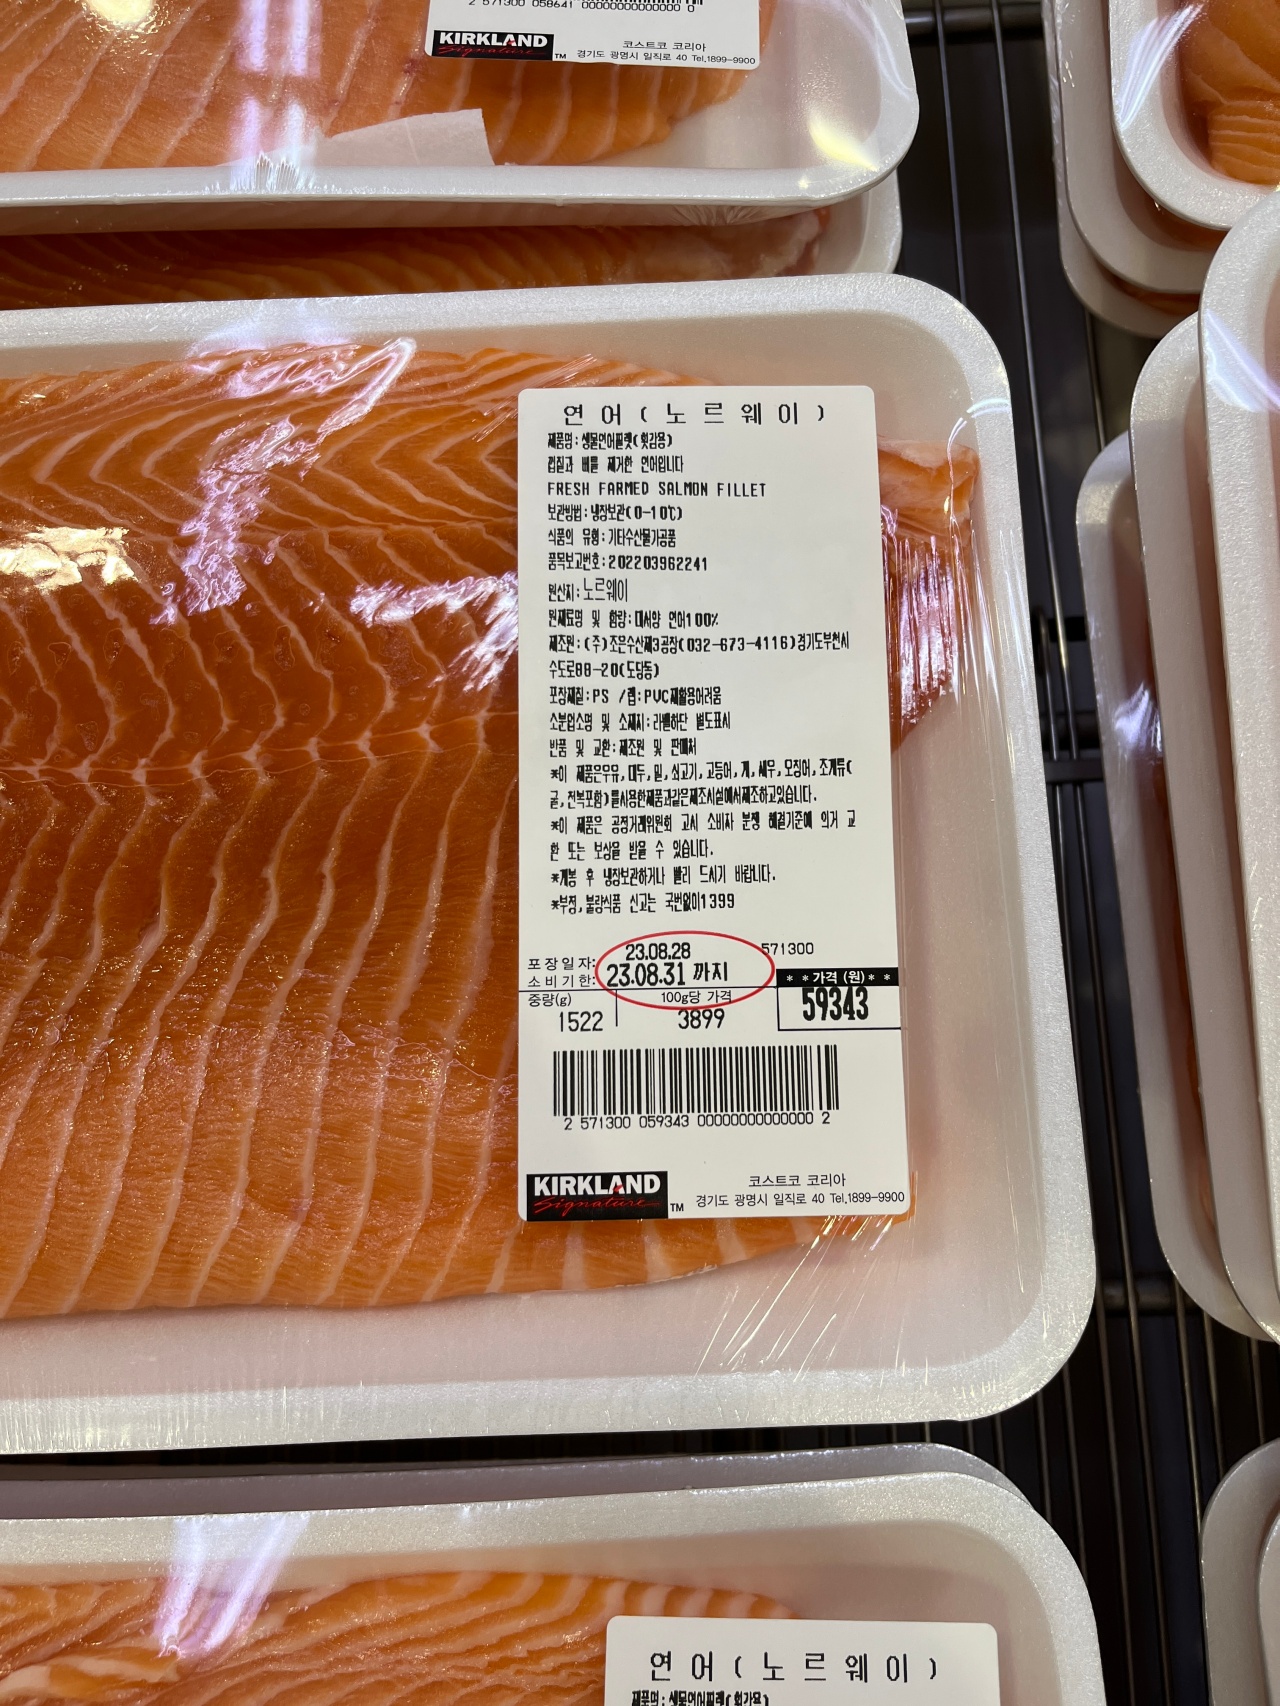 2 571300 058641 00000000000000 0
KIRKLAND
Signature
TM
코스트코 코리아
경기도 광명시 일직로 40 Tel.1899-9900
연어(노르웨이)
제품명:생물연어필렛(횟감용)
껍질과 뼈를 제거한 연어입니다
FRESH FARMED SALMON FILLET
보관방법:냉장보관(0-10℃)
식품의 유형:기타수산물가공품
품목보고번호:202203962241
원산지:노르웨이
원재료명 및 함량:대서양 연어100%
제조원:(주)조은수산제3공장(032-673-4116)경기도부천시
수도로88-20(도당동)
포장재질:PS /랩:PVC재활용어려움
소분업소명 및 소재지:라벨하단 별도표시
반품 및 교환:제조원 및 판매처
*이 제품은우유,대두,밀,쇠고기,고등어,게,새우,오징어,조개류(
굴,전복포함)를사용한제품과같은제조시설에서제조하고있습니다.
*이 제품은 공정거래위원회 고시 소비자 분쟁 해결기준에 의거 교
환 또는 보상을 받을 수 있습니다.
*개봉 후 냉장보관하거나 빨리 드시기 바랍니다.
*부정,불량식품 신고는 국번없이1399
포장일자: 23.08.28 571300
소비기한: 23.08.31 까지 **가격 (원)**
중량(g) 100g당 가격
1522 3899 59343
2 571300 059343 00000000000000 2
KIRKLAND
Signature
TM
코스트코 코리아
경기도 광명시 일직로 40 Tel.1899-9900
연어(노르웨이)
제품명:생물연어필렛(횟감용)